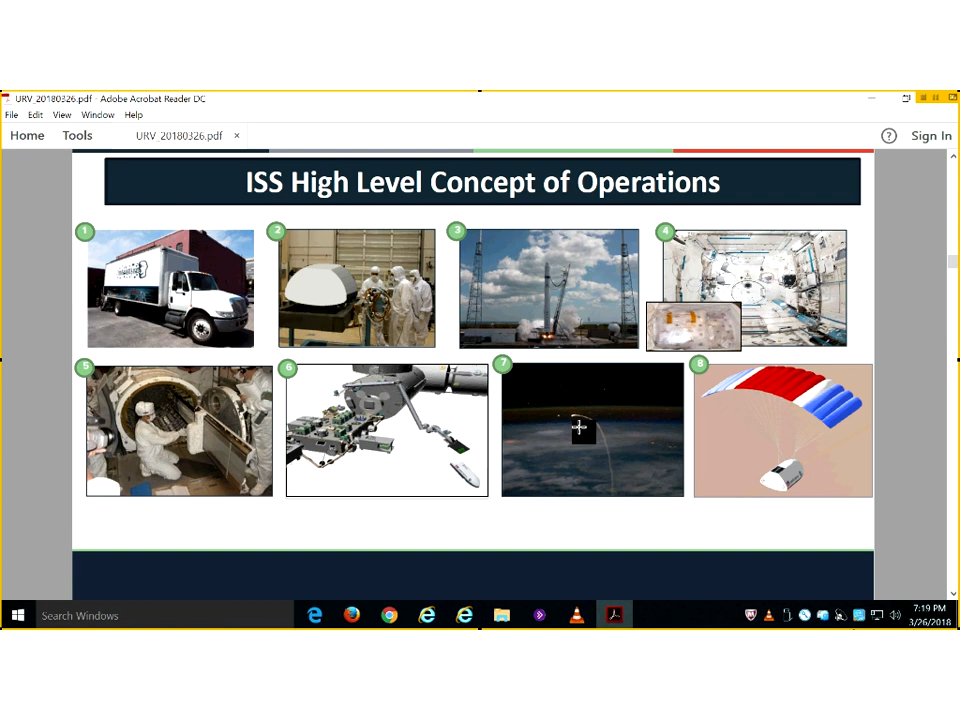 URV_20180326.pdf - Adobe Acrobat Reader DC
File Edit View Window Help
Home Tools URV_20180326.pdf × ? Sign In
ISS High Level Concept of Operations
1 2 3 4
5 6 7 8
Search Windows
7:19 PM
3/26/2018